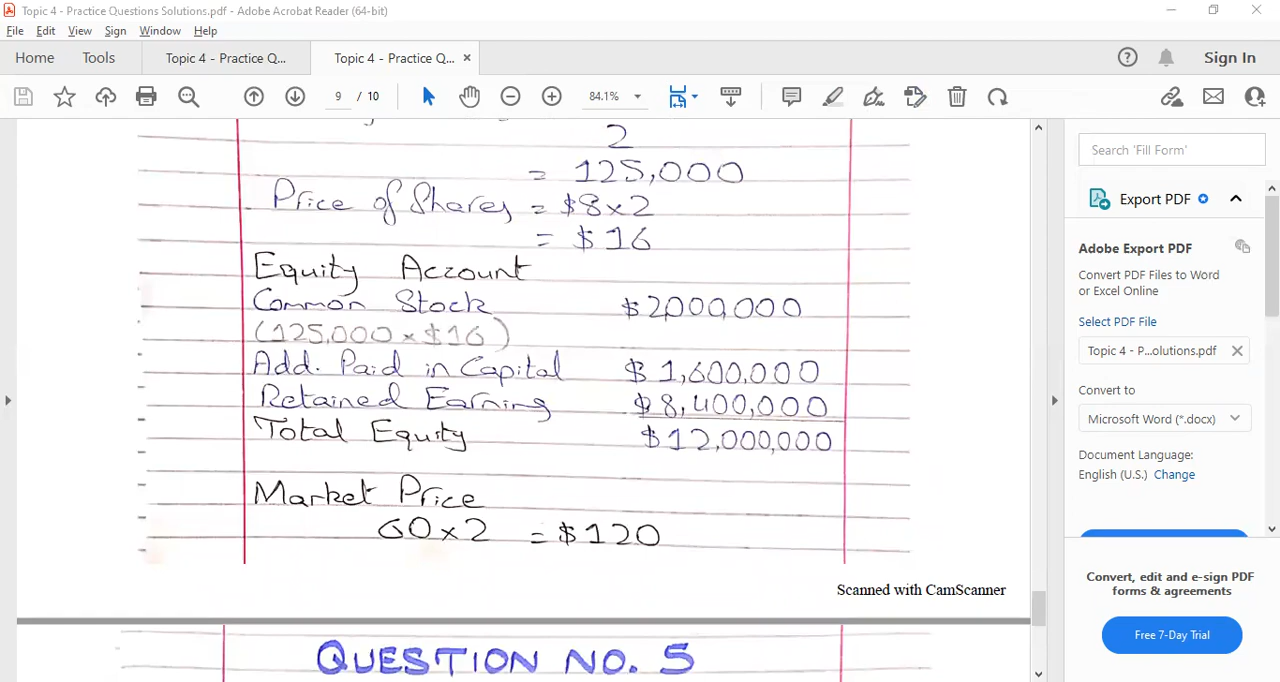 Topic 4 - Practice Questions Solutions.pdf - Adobe Acrobat Reader (64-bit)
File Edit View Sign Window Help
Home Tools Topic 4 - Practice Q... Topic 4 - Practice Q... ×
9 / 10 84.1% Sign In
2
= 125,000
Price of Shares = $8×2
= $16
Equity Account
Common Stock $2,000,000
(125,000 × $16)
Add. Paid in Capital $1,600,000
Retained Earning $8,400,000
Total Equity $12,000,000
Market Price
60×2 = $120
Scanned with CamScanner
QUESTION NO. 5
Search 'Fill Form'
Export PDF
Adobe Export PDF
Convert PDF Files to Word
or Excel Online
Select PDF File
Topic 4 - P...olutions.pdf
Convert to
Microsoft Word (*.docx)
Document Language:
English (U.S.) Change
Convert, edit and e-sign PDF
forms & agreements
Free 7-Day Trial